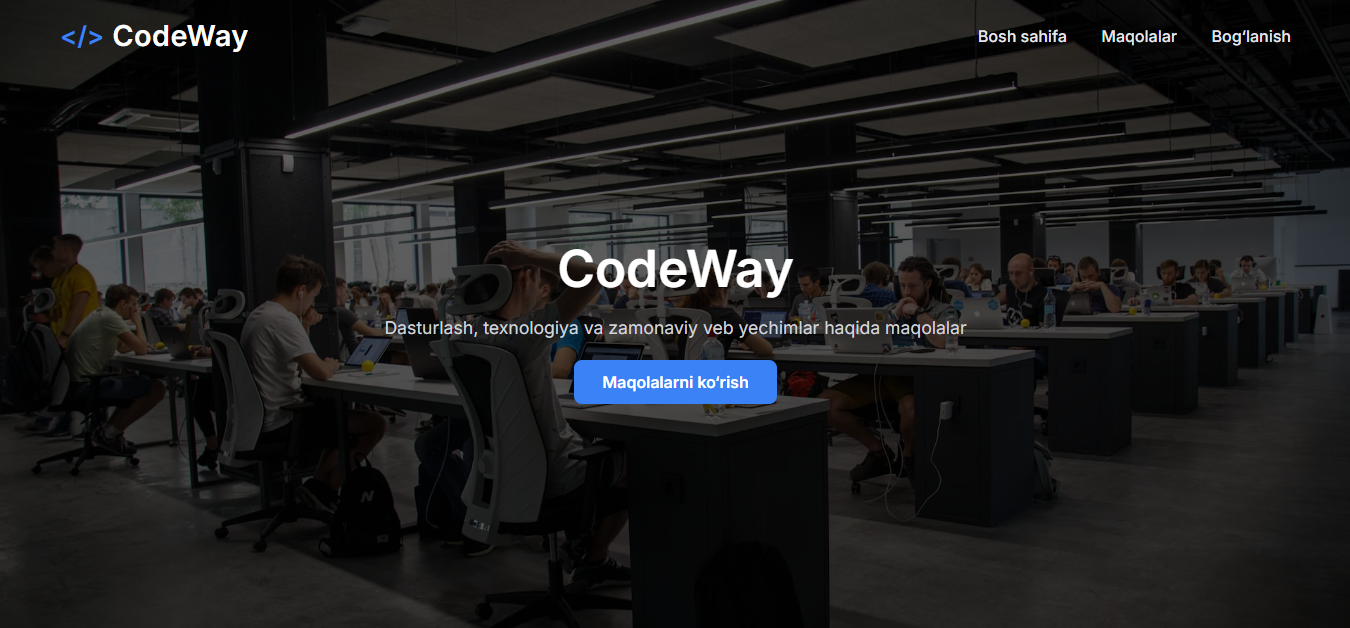 </> CodeWay
Bosh sahifa Maqolalar Bog‘lanish
CodeWay
Dasturlash, texnologiya va zamonaviy veb yechimlar haqida maqolalar
Maqolalarni ko‘rish
N